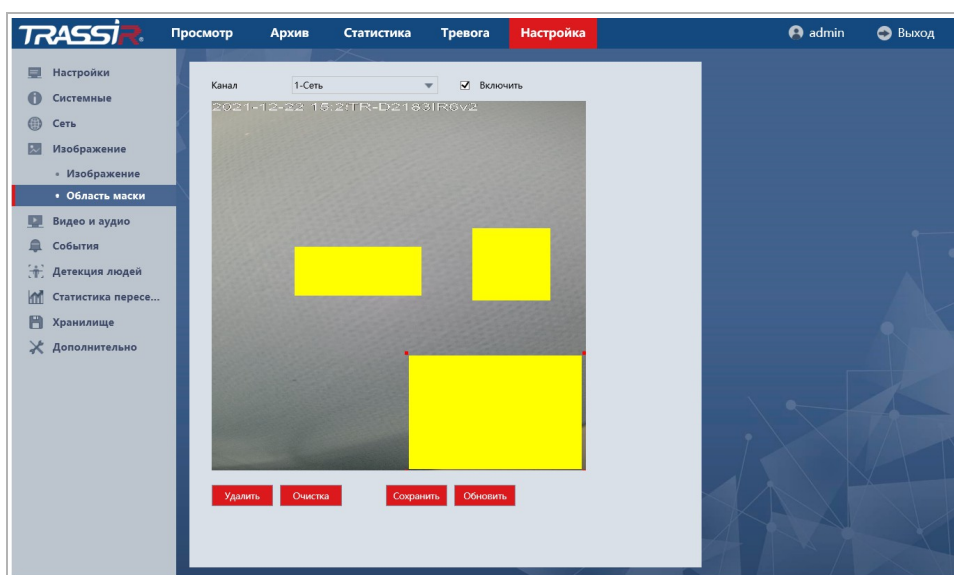 TRASSIR
Просмотр Архив Статистика Тревога Настройка admin Выход
Настройки
Системные
Сеть
Изображение
Изображение
Область маски
Видео и аудио
События
Детекция людей
Статистика пересе...
Хранилище
Дополнительно
Канал 1-Сеть Включить
2021-12-22 15:2:TR-D2183IR6v2
Удалить Очистка Сохранить Обновить